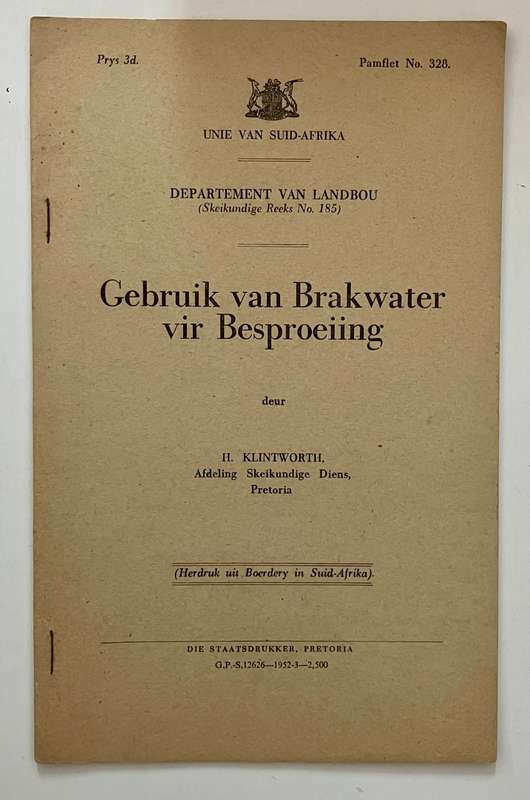 Prys 3d.
Pamflet No. 328.
UNIE VAN SUID-AFRIKA
DEPARTEMENT VAN LANDBOU
(Skeikundige Reeks No. 185)
Gebruik van Brakwater
vir Besproeiing
deur
H. KLINTWORTH,
Afdeling Skeikundige Diens,
Pretoria
(Herdruk uit Boerdery in Suid-Afrika).
DIE STAATSDRUKKER, PRETORIA
G.P.-S.12626—1952-3—2,500